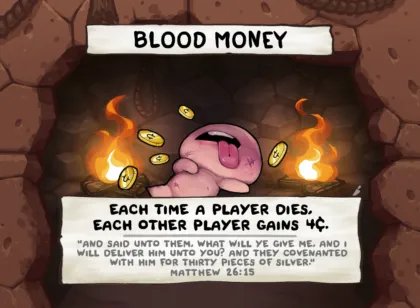 BLOOD MONEY
EACH TIME A PLAYER DIES,
EACH OTHER PLAYER GAINS 4¢.
"AND SAID UNTO THEM, WHAT WILL YE GIVE ME, AND I
WILL DELIVER HIM UNTO YOU? AND THEY COVENANTED
WITH HIM FOR THIRTY PIECES OF SILVER."
MATTHEW 26:15